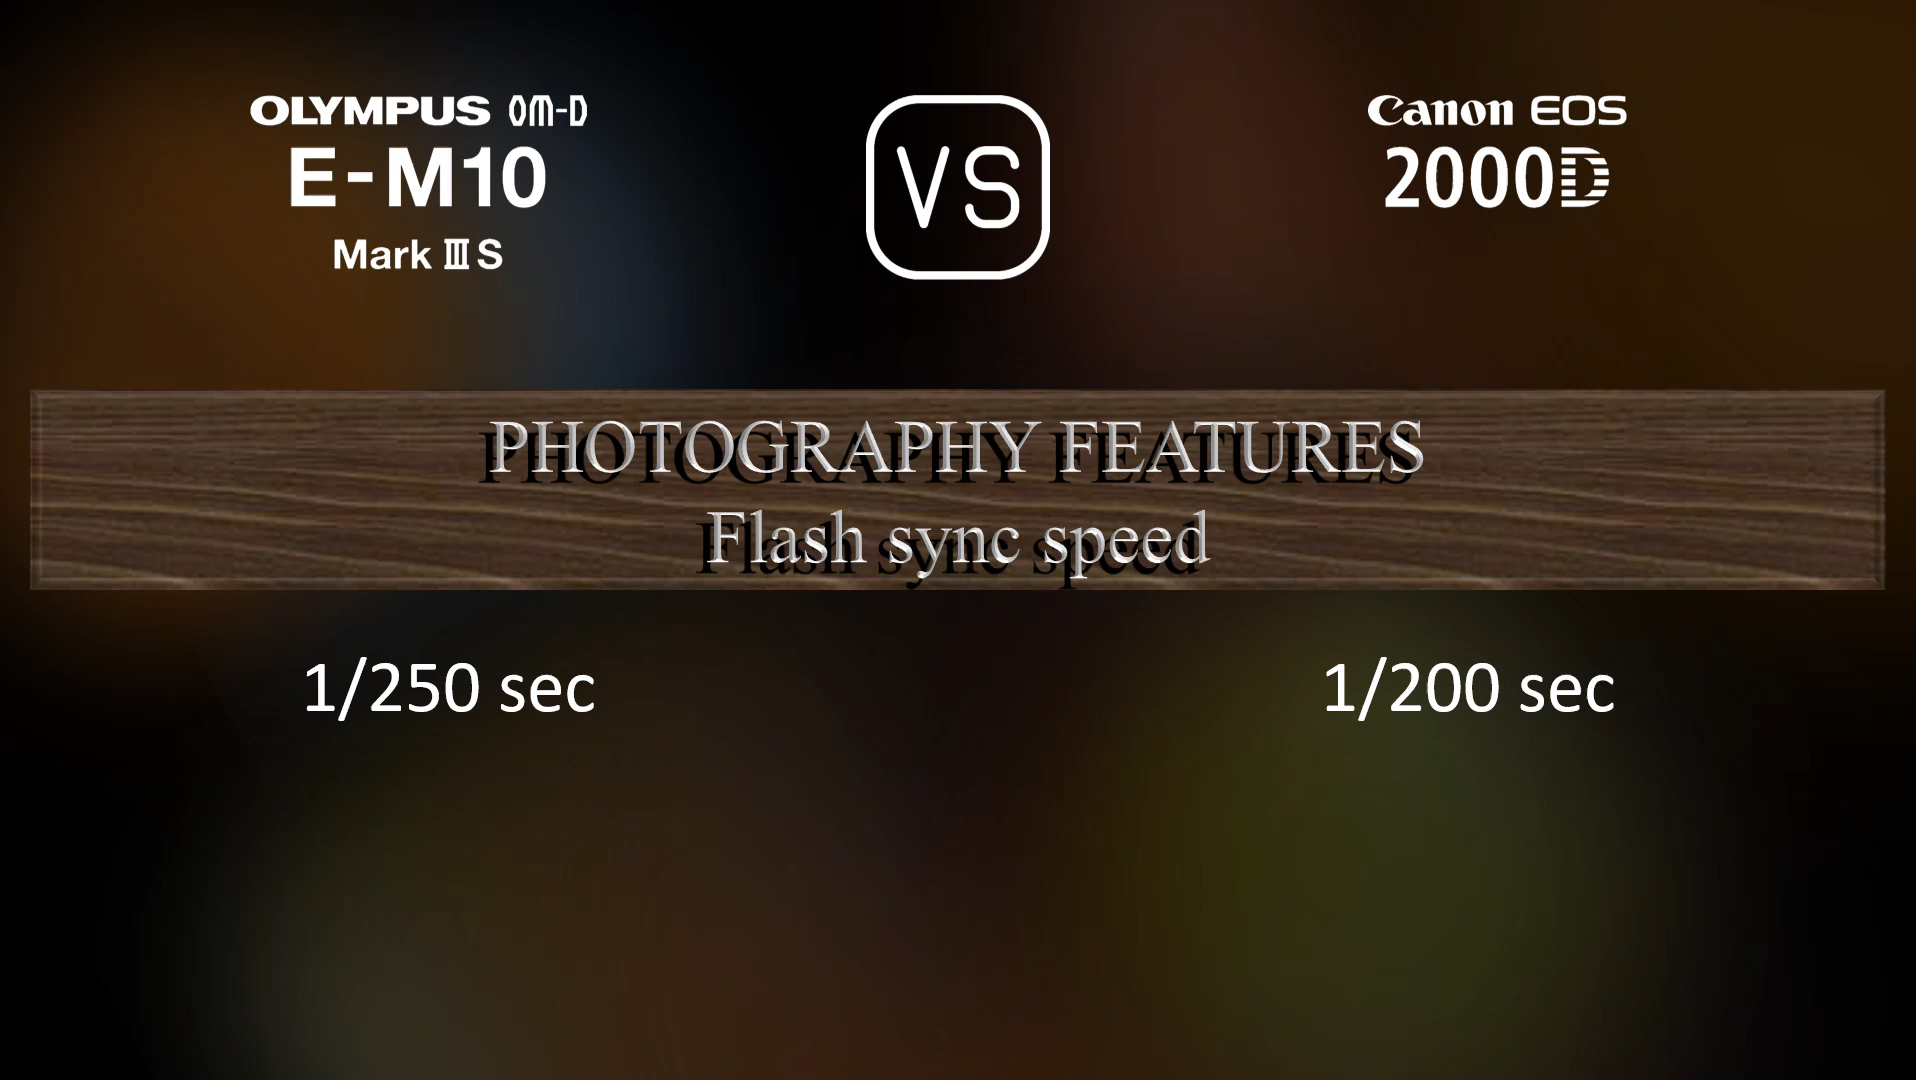 OLYMPUS OM-D
E-M10
Mark III S
VS
Canon EOS
2000D
PHOTOGRAPHY FEATURES
Flash sync speed
1/250 sec
1/200 sec